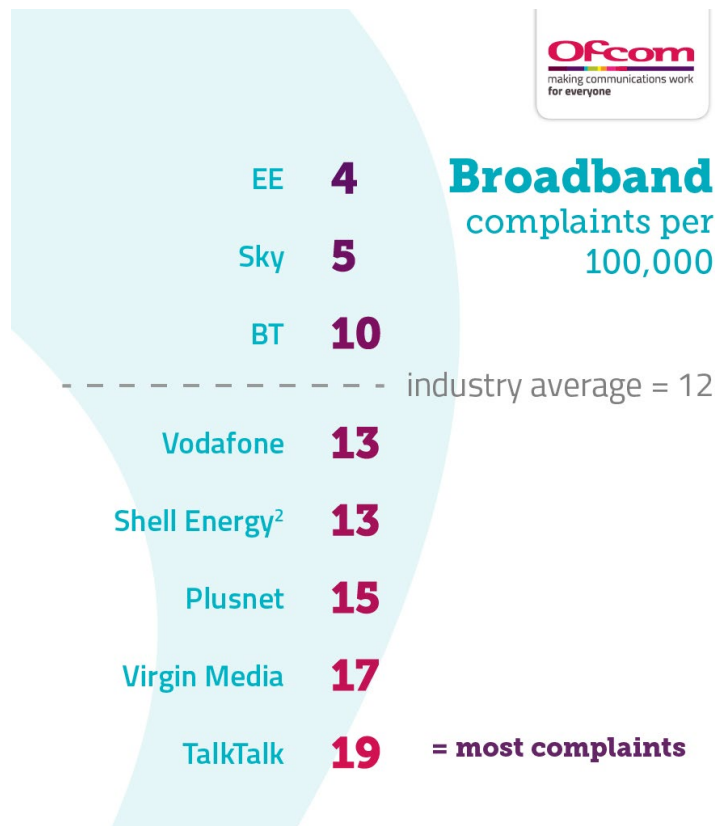 Ofcom
making communications work
for everyone
Broadband
complaints per
100,000
EE 4
Sky 5
BT 10
industry average = 12
Vodafone 13
Shell Energy² 13
Plusnet 15
Virgin Media 17
TalkTalk 19 = most complaints